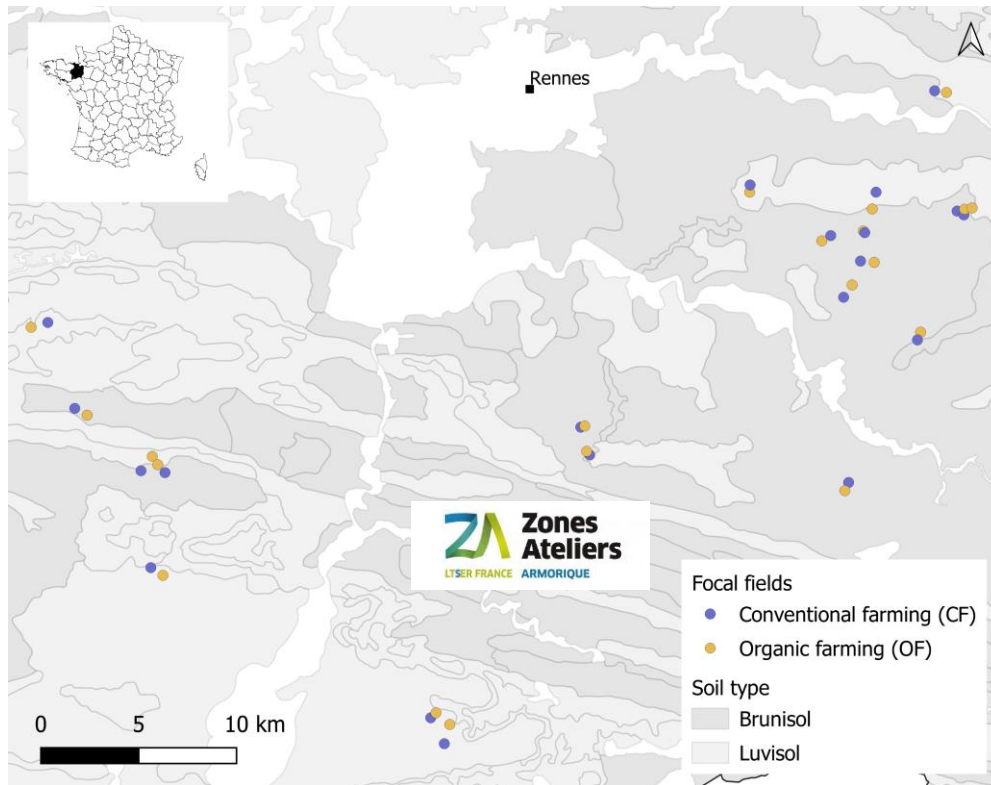 Rennes
Zones
Ateliers
LTSER FRANCE ARMORIQUE
Focal fields
Conventional farming (CF)
Organic farming (OF)
Soil type
Brunisol
Luvisol
0 5 10 km